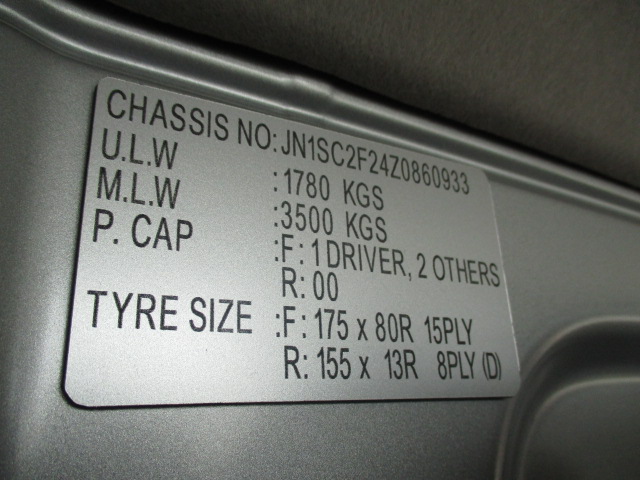 CHASSIS NO: JN1SC2F24Z0860933
U.L.W :1780 KGS
M.L.W :3500 KGS
P. CAP :F: 1 DRIVER, 2 OTHERS
R: 00
TYRE SIZE :F: 175 x 80R 15PLY
R: 155 x 13R 8PLY (D)